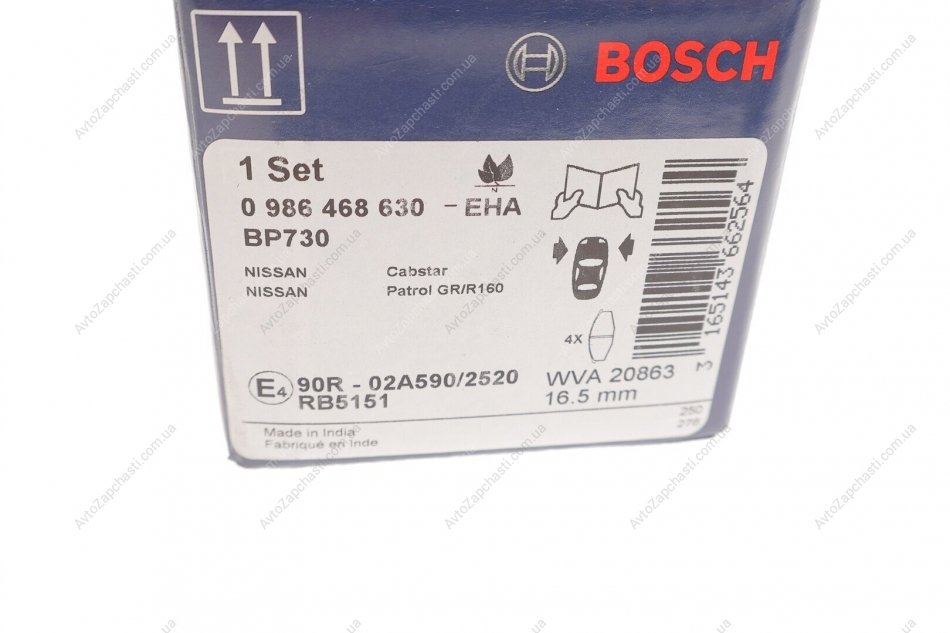 BOSCH
1 Set
N
0 986 468 630 - EHA
BP730
NISSAN Cabstar
NISSAN Patrol GR/R160
4X
3 165143 662564
E4 90R - 02A590/2520
RB5151
WVA 20863
16.5 mm
250
276
Made in India
Fabriqué en Inde
AvtoZapchasti.com.ua